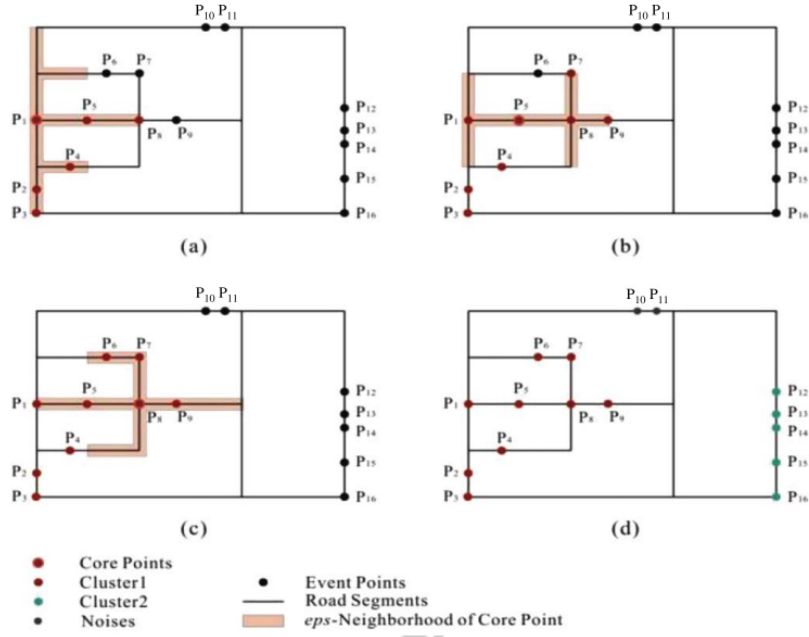 P10 P11 P10 P11
P6 P7 P6 P7
P12 P12
P1 P5 P8 P9 P13 P1 P5 P8 P9 P13
P14 P14
P4 P4
P2 P15 P2 P15
P3 P16 P3 P16
(a) (b)
P10 P11 P10 P11
P6 P7 P6 P7
P12 P12
P1 P5 P8 P9 P13 P1 P5 P8 P9 P13
P14 P14
P4 P4
P2 P15 P2 P15
P3 P16 P3 P16
(c) (d)
Core Points
Cluster1 Event Points
Cluster2 Road Segments
Noises eps-Neighborhood of Core Point